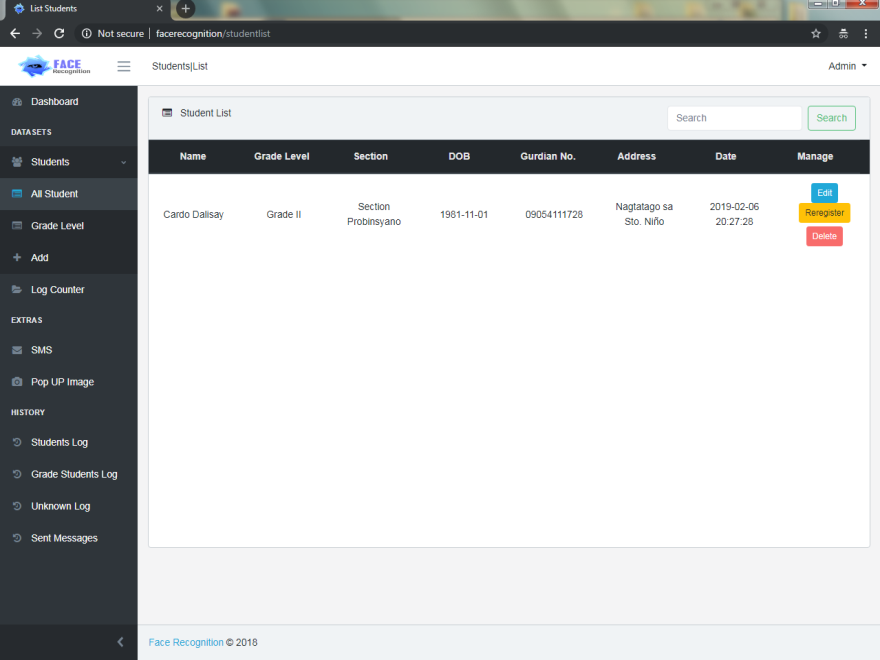 List Students
Not secure | facerecognition/studentlist
FACE
Recognition
Students|List
Admin
Dashboard
DATASETS
Students
All Student
Grade Level
Add
Log Counter
EXTRAS
SMS
Pop UP Image
HISTORY
Students Log
Grade Students Log
Unknown Log
Sent Messages
Student List
Search
Search
Name Grade Level Section DOB Gurdian No. Address Date Manage
Cardo Dalisay Grade II Section Probinsyano 1981-11-01 09054111728 Nagtatago sa Sto. Niño 2019-02-06 20:27:28
Edit
Reregister
Delete
Face Recognition © 2018